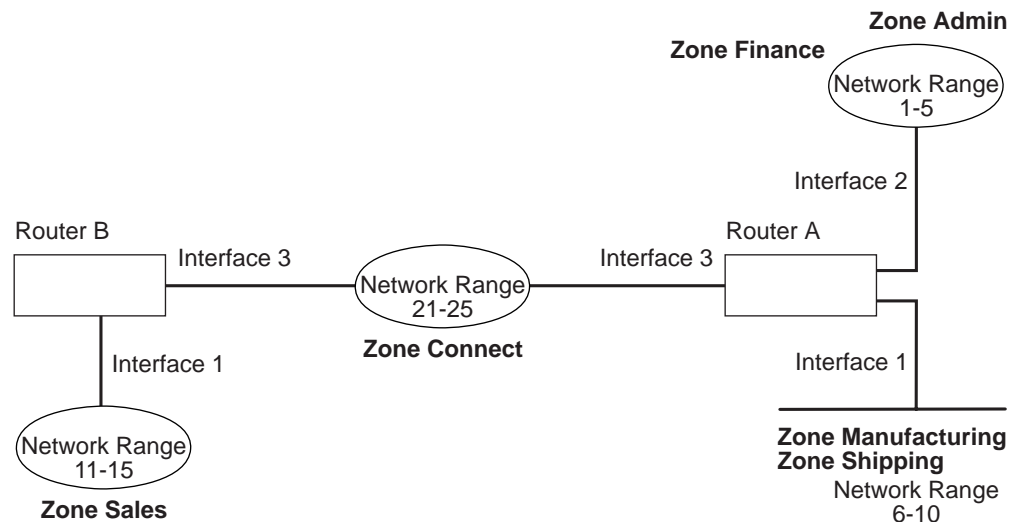 Zone Admin
Zone Finance
Network Range
1-5
Interface 2
Router B
Router A
Interface 3
Interface 3
Network Range
21-25
Zone Connect
Interface 1
Interface 1
Network Range
11-15
Zone Sales
Zone Manufacturing
Zone Shipping
Network Range
6-10